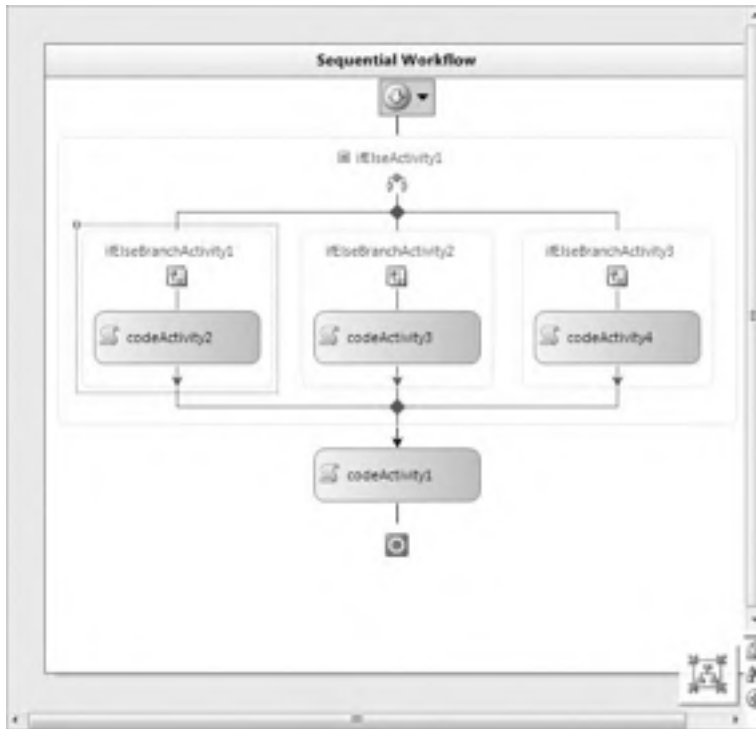 Sequential Workflow
ifElseActivity1
ifElseBranchActivity1
ifElseBranchActivity2
ifElseBranchActivity3
codeActivity2
codeActivity3
codeActivity4
codeActivity1